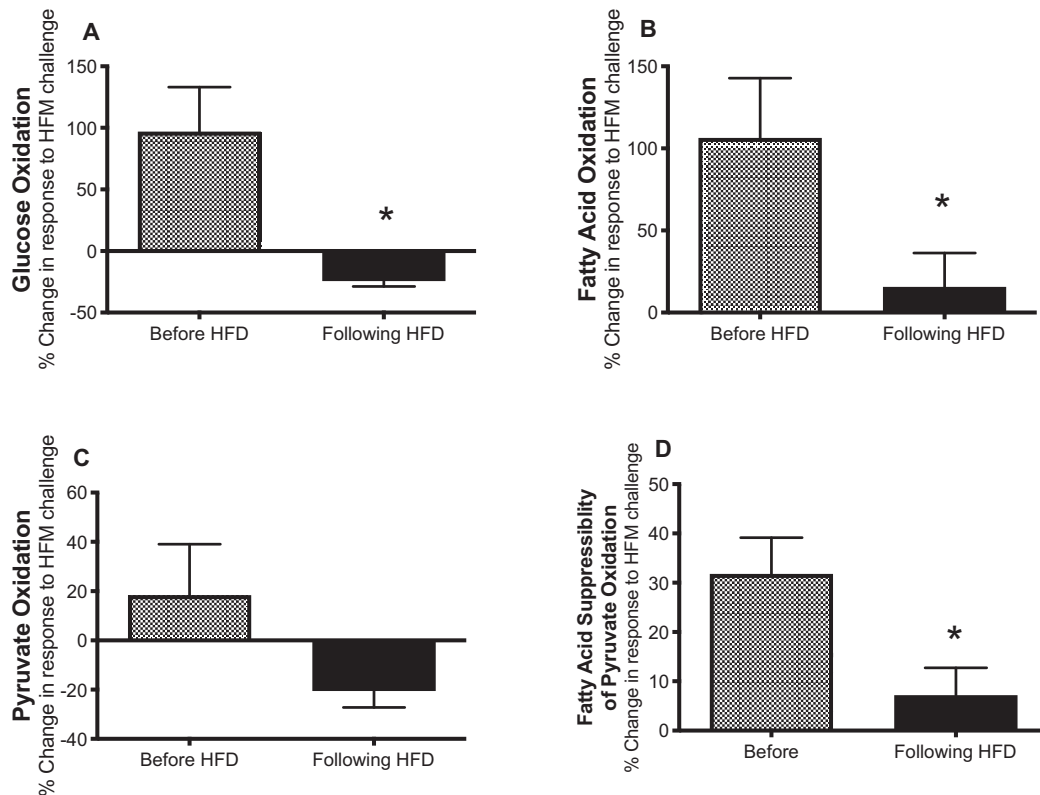 A
Glucose Oxidation
% Change in response to HFM challenge
150
100
50
0
-50
Before HFD
Following HFD
*
B
Fatty Acid Oxidation
% Change in response to HFM challenge
150
100
50
0
Before HFD
Following HFD
*
C
Pyruvate Oxidation
% Change in response to HFM challenge
60
40
20
0
-20
-40
Before HFD
Following HFD
D
Fatty Acid Suppressiblity
of Pyruvate Oxidation
% Change in response to HFM challenge
50
40
30
20
10
0
Before
Following HFD
*